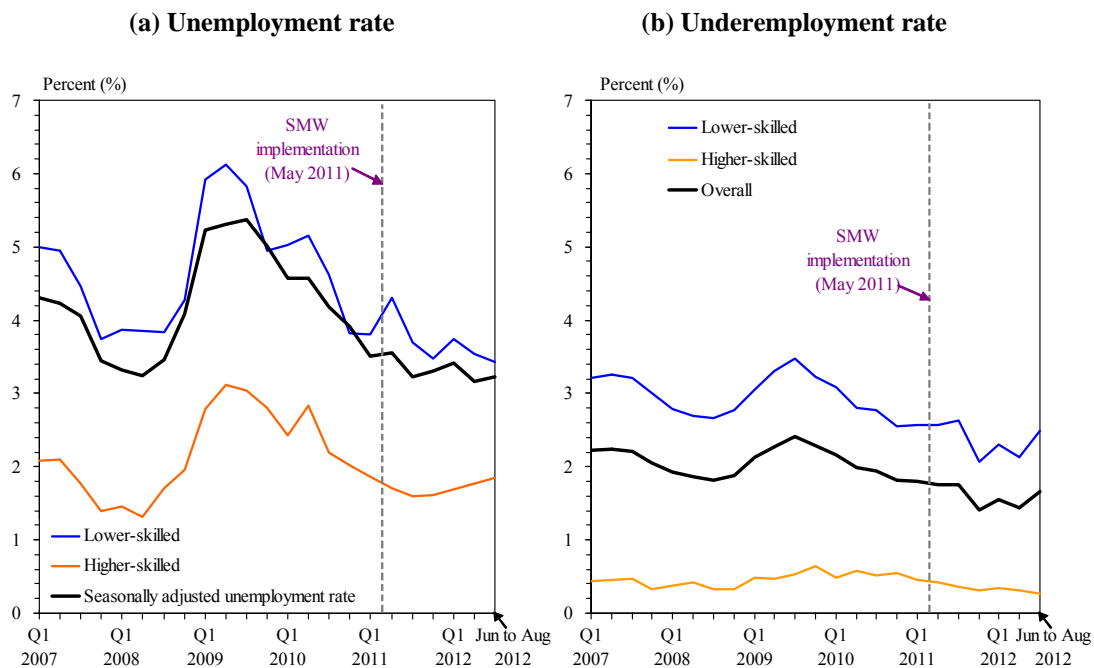 (a) Unemployment rate
Percent (%)
7
6
5
4
3
2
1
0
SMW
implementation
(May 2011)
Lower-skilled
Higher-skilled
Seasonally adjusted unemployment rate
Q1 Q1 Q1 Q1 Q1 Q1 Jun to Aug
2007 2008 2009 2010 2011 2012 2012
(b) Underemployment rate
Percent (%)
7
6
5
4
3
2
1
0
Lower-skilled
Higher-skilled
Overall
SMW
implementation
(May 2011)
Q1 Q1 Q1 Q1 Q1 Q1 Jun to Aug
2007 2008 2009 2010 2011 2012 2012